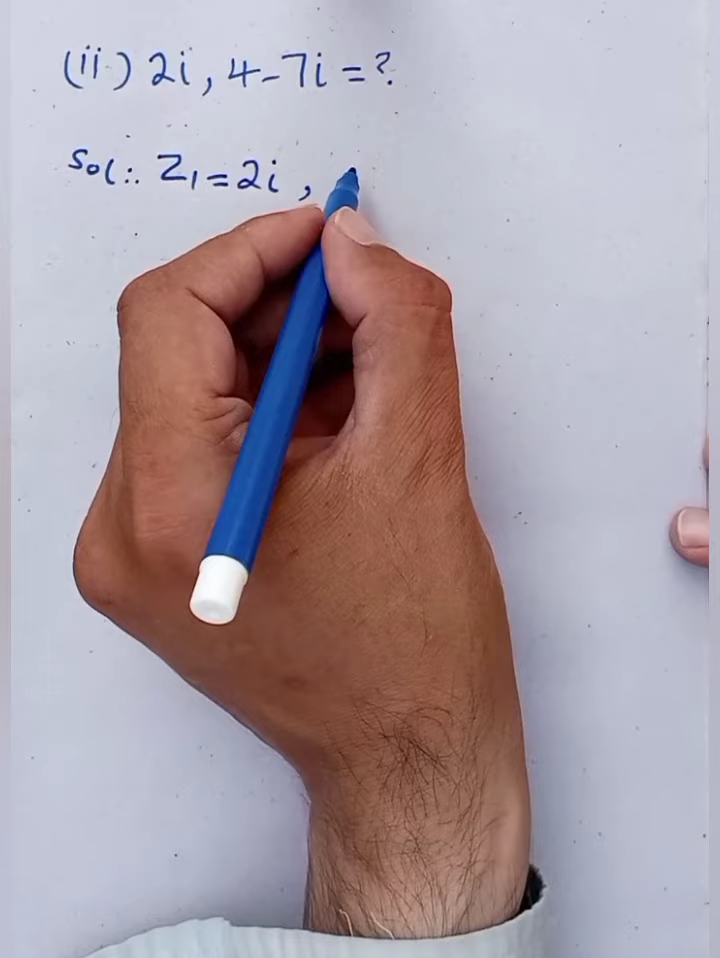 (ii) 2i, 4-7i = ?
Sol:. Z₁ = 2i,